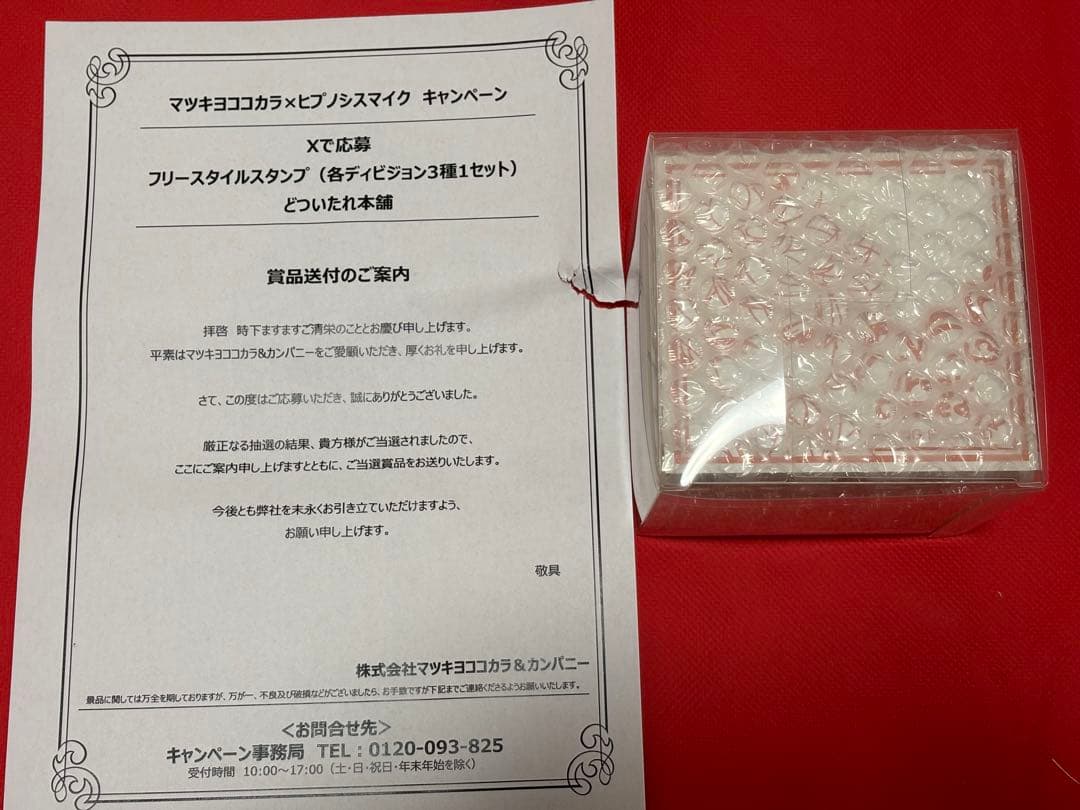 マツキヨココカラ×ヒプノシスマイク キャンペーン
Xで応募
フリースタイルスタンプ（各ディビジョン3種1セット）
どついたれ本舗
賞品送付のご案内
拝啓　時下ますますご清栄のこととお慶び申し上げます。
平素はマツキヨココカラ&カンパニーをご愛顧いただき、厚くお礼を申し上げます。
さて、この度はご応募いただき、誠にありがとうございました。
厳正なる抽選の結果、貴方様がご当選されましたので、
ここにご案内申し上げますとともに、ご当選賞品をお送りいたします。
今後とも弊社を末永くお引き立ていただけますよう、
お願い申し上げます。
敬具
株式会社マツキヨココカラ＆カンパニー
景品に関しては万全を期しておりますが、万が一、不良及び破損などがございましたら、お手数ですが下記までご連絡くださるようお願いいたします。
＜お問合せ先＞
キャンペーン事務局　TEL：0120-093-825
受付時間　10:00～17:00（土・日・祝日・年末年始を除く）